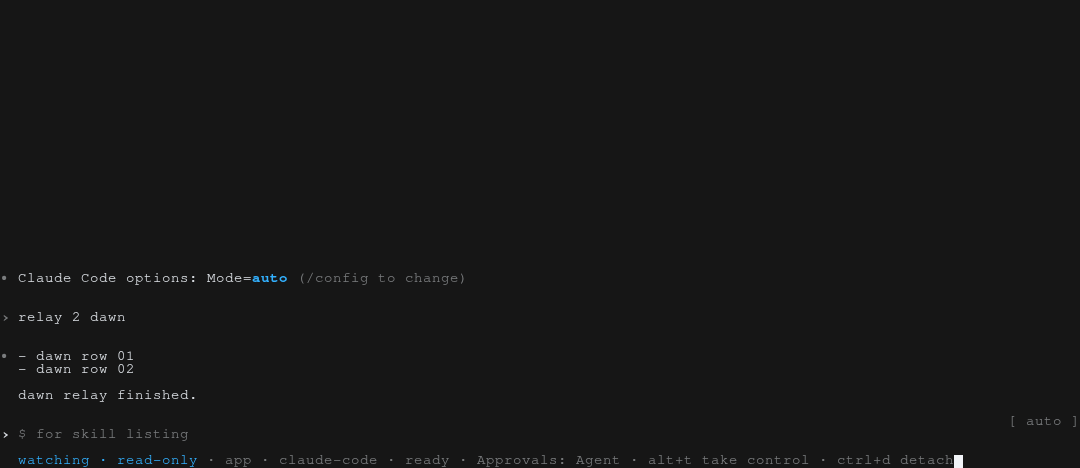 • Claude Code options: Mode=auto (/config to change)
› relay 2 dawn
• - dawn row 01
- dawn row 02
dawn relay finished.
[ auto ]
› $ for skill listing
watching · read-only · app · claude-code · ready · Approvals: Agent · alt+t take control · ctrl+d detach